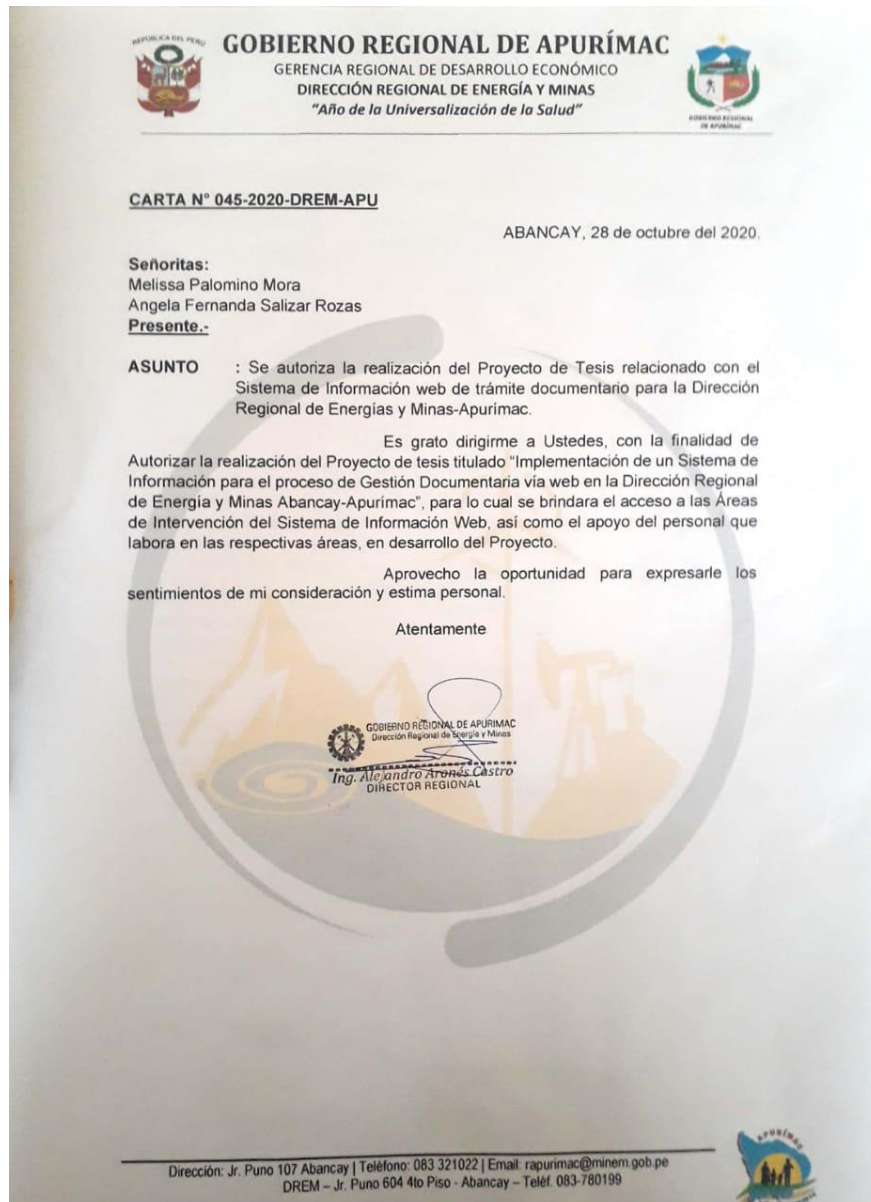 REPÚBLICA DEL PERÚ
GOBIERNO REGIONAL DE APURÍMAC
GERENCIA REGIONAL DE DESARROLLO ECONÓMICO
DIRECCIÓN REGIONAL DE ENERGÍA Y MINAS
"Año de la Universalización de la Salud"
GOBIERNO REGIONAL
DE APURÍMAC
CARTA N° 045-2020-DREM-APU
ABANCAY, 28 de octubre del 2020.
Señoritas:
Melissa Palomino Mora
Angela Fernanda Salizar Rozas
Presente.-
ASUNTO : Se autoriza la realización del Proyecto de Tesis relacionado con el
Sistema de Información web de trámite documentario para la Dirección
Regional de Energías y Minas-Apurímac.
Es grato dirigirme a Ustedes, con la finalidad de
Autorizar la realización del Proyecto de tesis titulado "Implementación de un Sistema de
Información para el proceso de Gestión Documentaria vía web en la Dirección Regional
de Energía y Minas Abancay-Apurímac", para lo cual se brindara el acceso a las Áreas
de Intervención del Sistema de Información Web, así como el apoyo del personal que
labora en las respectivas áreas, en desarrollo del Proyecto.
Aprovecho la oportunidad para expresarle los
sentimientos de mi consideración y estima personal.
Atentamente
GOBIERNO REGIONAL DE APURIMAC
Dirección Regional de Energía y Minas
Ing. Alejandro Aronés Castro
DIRECTOR REGIONAL
Dirección: Jr. Puno 107 Abancay | Teléfono: 083 321022 | Email: rapurimac@minem.gob.pe
DREM – Jr. Puno 604 4to Piso - Abancay – Teléf. 083-780199
APURÍMAC